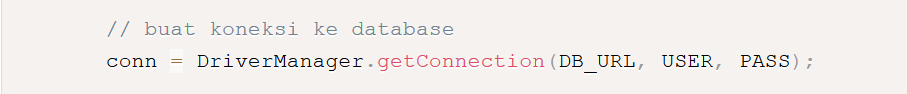 // buat koneksi ke database
conn = DriverManager.getConnection(DB_URL, USER, PASS);